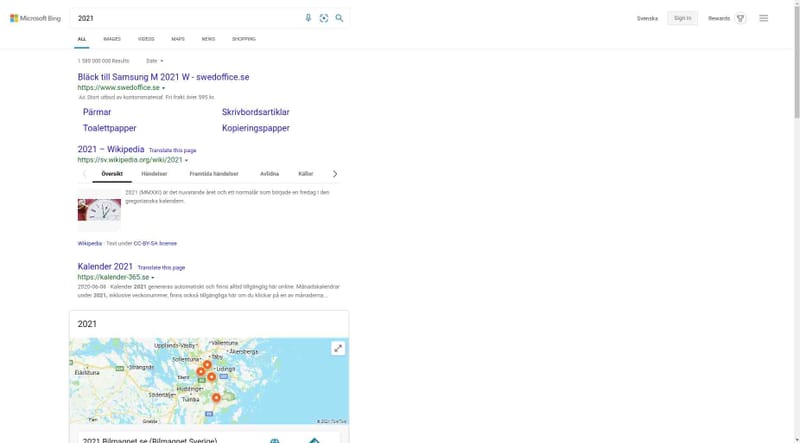 Microsoft Bing
2021
Svenska
Sign in
Rewards
ALL
IMAGES
VIDEOS
MAPS
NEWS
SHOPPING
1 580 000 000 Results
Date
Bläck till Samsung M 2021 W - swedoffice.se
https://www.swedoffice.se
Ad Stort utbud av kontorsmaterial. Fri frakt över 595 kr.
Pärmar
Skrivbordsartiklar
Toalettpapper
Kopieringspapper
2021 – Wikipedia Translate this page
https://sv.wikipedia.org/wiki/2021
Översikt
Händelser
Framtida händelser
Avlidna
Källor
2021 (MMXXI) är det nuvarande året och ett normalår som började en fredag i den
gregorianska kalendern.
Wikipedia · Text under CC-BY-SA license
Kalender 2021 Translate this page
https://kalender-365.se
2020-06-04 · Kalender 2021 genereras automatiskt och finns alltid tillgänglig här online. Månadskalendrar
under 2021, inklusive veckonummer, finns också tillgängliga här om du klickar på en av månaderna...
2021
Upplands-Väsby
Vallentuna
Täby
Åkersberga
Sollentuna
Strängnäs
Lidingö
Eskilstuna
Ekerö
Huddinge
Södertälje
Tumba
Flen
Gnesta
© 2021 TomTom
2021 Bilmagnet.se (Bilmagnet Sverige)